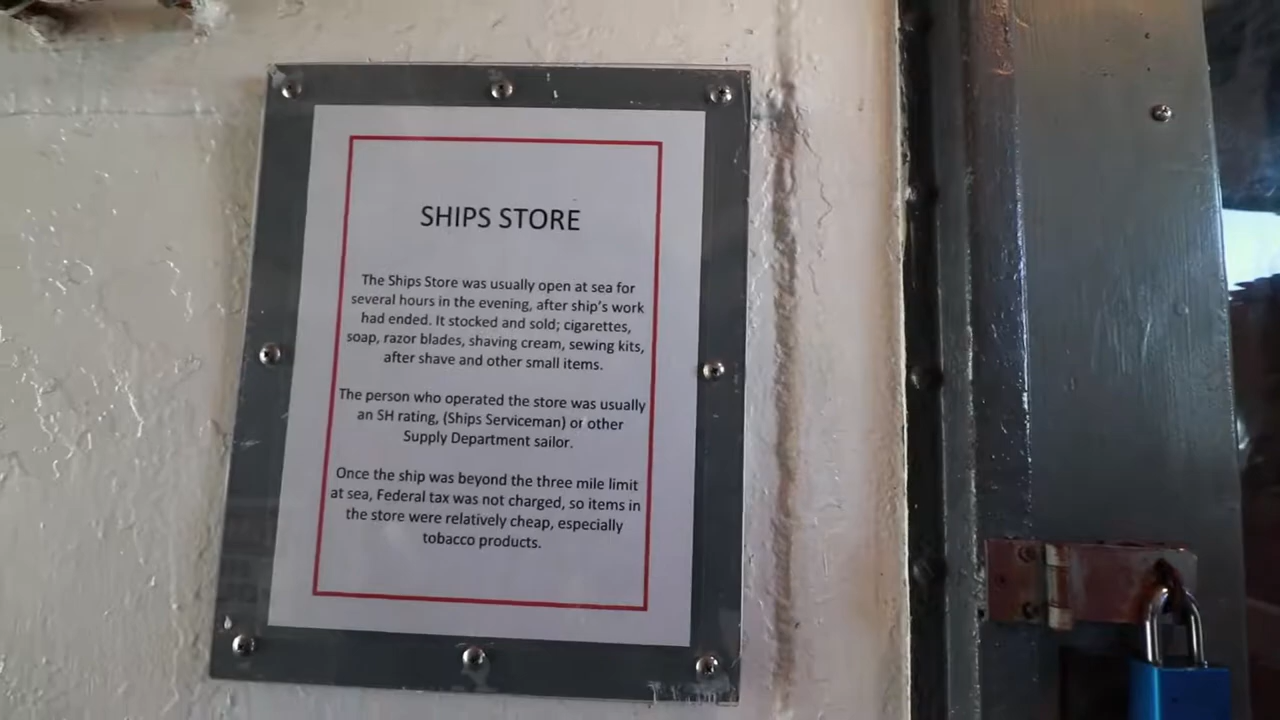 SHIPS STORE
The Ships Store was usually open at sea for
several hours in the evening, after ship's work
had ended. It stocked and sold; cigarettes,
soap, razor blades, shaving cream, sewing kits,
after shave and other small items.
The person who operated the store was usually
an SH rating, (Ships Serviceman) or other
Supply Department sailor.
Once the ship was beyond the three mile limit
at sea, Federal tax was not charged, so items in
the store were relatively cheap, especially
tobacco products.